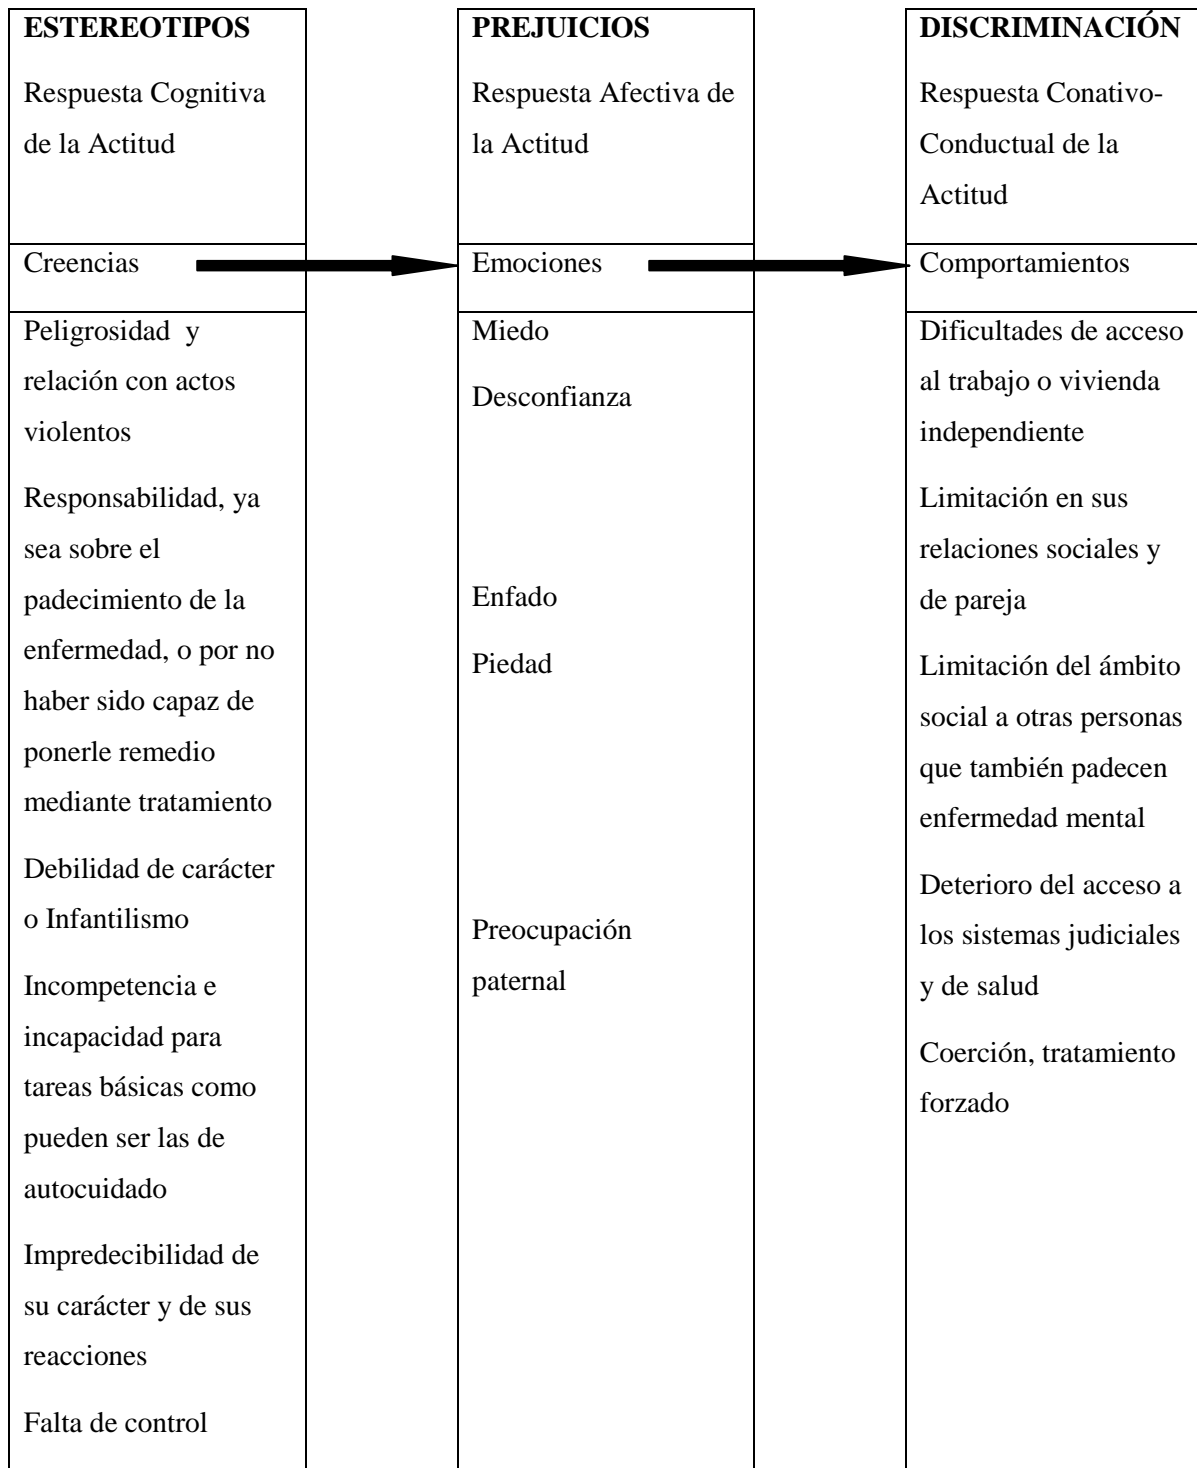 ESTEREOTIPOS
Respuesta Cognitiva
de la Actitud
Creencias
Peligrosidad y
relación con actos
violentos
Responsabilidad, ya
sea sobre el
padecimiento de la
enfermedad, o por no
haber sido capaz de
ponerle remedio
mediante tratamiento
Debilidad de carácter
o Infantilismo
Incompetencia e
incapacidad para
tareas básicas como
pueden ser las de
autocuidado
Impredecibilidad de
su carácter y de sus
reacciones
Falta de control
PREJUICIOS
Respuesta Afectiva de
la Actitud
Emociones
Miedo
Desconfianza
Enfado
Piedad
Preocupación
paternal
DISCRIMINACIÓN
Respuesta Conativo-
Conductual de la
Actitud
Comportamientos
Dificultades de acceso
al trabajo o vivienda
independiente
Limitación en sus
relaciones sociales y
de pareja
Limitación del ámbito
social a otras personas
que también padecen
enfermedad mental
Deterioro del acceso a
los sistemas judiciales
y de salud
Coerción, tratamiento
forzado